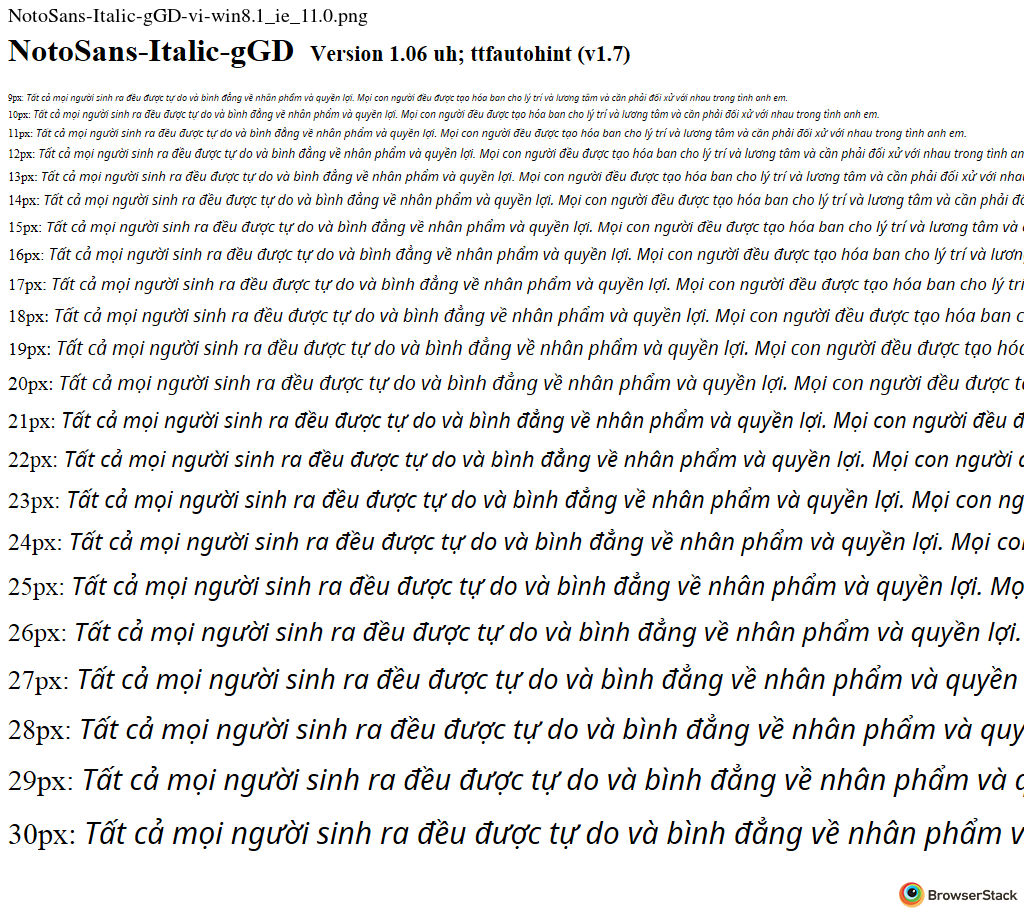 NotoSans-Italic-gGD-vi-win8.1_ie_11.0.png
NotoSans-Italic-gGD Version 1.06 uh; ttfautohint (v1.7)
9px: Tất cả mọi người sinh ra đều được tự do và bình đẳng về nhân phẩm và quyền lợi. Mọi con người đều được tạo hóa ban cho lý trí và lương tâm và cần phải đối xử với nhau trong tình anh em.
10px: Tất cả mọi người sinh ra đều được tự do và bình đẳng về nhân phẩm và quyền lợi. Mọi con người đều được tạo hóa ban cho lý trí và lương tâm và cần phải đối xử với nhau trong tình anh em.
11px: Tất cả mọi người sinh ra đều được tự do và bình đẳng về nhân phẩm và quyền lợi. Mọi con người đều được tạo hóa ban cho lý trí và lương tâm và cần phải đối xử với nhau trong tình anh em.
12px: Tất cả mọi người sinh ra đều được tự do và bình đẳng về nhân phẩm và quyền lợi. Mọi con người đều được tạo hóa ban cho lý trí và lương tâm và cần phải đối xử với nhau trong tình an
13px: Tất cả mọi người sinh ra đều được tự do và bình đẳng về nhân phẩm và quyền lợi. Mọi con người đều được tạo hóa ban cho lý trí và lương tâm và cần phải đối xử với nha
14px: Tất cả mọi người sinh ra đều được tự do và bình đẳng về nhân phẩm và quyền lợi. Mọi con người đều được tạo hóa ban cho lý trí và lương tâm và cần phải đố
15px: Tất cả mọi người sinh ra đều được tự do và bình đẳng về nhân phẩm và quyền lợi. Mọi con người đều được tạo hóa ban cho lý trí và lương tâm và
16px: Tất cả mọi người sinh ra đều được tự do và bình đẳng về nhân phẩm và quyền lợi. Mọi con người đều được tạo hóa ban cho lý trí và lươn
17px: Tất cả mọi người sinh ra đều được tự do và bình đẳng về nhân phẩm và quyền lợi. Mọi con người đều được tạo hóa ban cho lý trí
18px: Tất cả mọi người sinh ra đều được tự do và bình đẳng về nhân phẩm và quyền lợi. Mọi con người đều được tạo hóa ban c
19px: Tất cả mọi người sinh ra đều được tự do và bình đẳng về nhân phẩm và quyền lợi. Mọi con người đều được tạo hóa
20px: Tất cả mọi người sinh ra đều được tự do và bình đẳng về nhân phẩm và quyền lợi. Mọi con người đều được tạ
21px: Tất cả mọi người sinh ra đều được tự do và bình đẳng về nhân phẩm và quyền lợi. Mọi con người đều đ
22px: Tất cả mọi người sinh ra đều được tự do và bình đẳng về nhân phẩm và quyền lợi. Mọi con người
23px: Tất cả mọi người sinh ra đều được tự do và bình đẳng về nhân phẩm và quyền lợi. Mọi con ng
24px: Tất cả mọi người sinh ra đều được tự do và bình đẳng về nhân phẩm và quyền lợi. Mọi con
25px: Tất cả mọi người sinh ra đều được tự do và bình đẳng về nhân phẩm và quyền lợi. Mọ
26px: Tất cả mọi người sinh ra đều được tự do và bình đẳng về nhân phẩm và quyền lợi.
27px: Tất cả mọi người sinh ra đều được tự do và bình đẳng về nhân phẩm và quyền
28px: Tất cả mọi người sinh ra đều được tự do và bình đẳng về nhân phẩm và quy
29px: Tất cả mọi người sinh ra đều được tự do và bình đẳng về nhân phẩm và q
30px: Tất cả mọi người sinh ra đều được tự do và bình đẳng về nhân phẩm v
BrowserStack